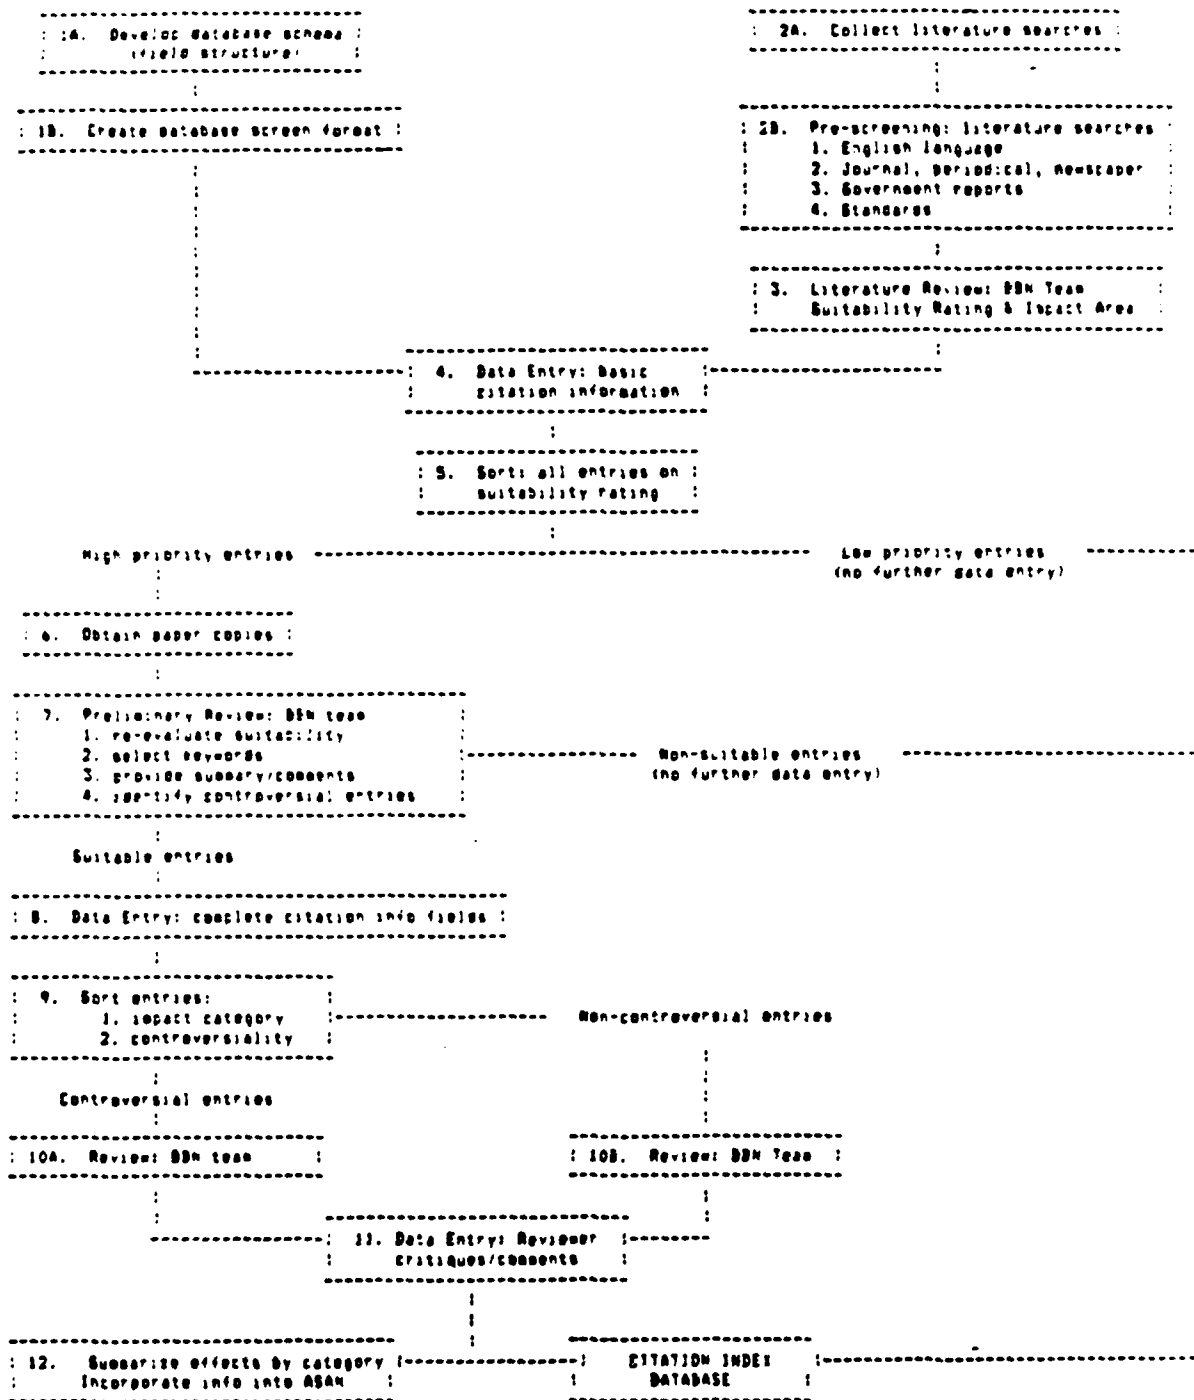 1A. Develop database schema
(field structure)
2A. Collect literature searches
1B. Create database screen format
2B. Pre-screening: literature searches
1. English language
2. Journal, periodical, newspaper
3. Government reports
4. Standards
3. Literature Review: BBN Team
Suitability Rating & Impact Area
4. Data Entry: Basic
citation information
5. Sort: all entries on
suitability rating
High priority entries
Low priority entries
(no further data entry)
6. Obtain paper copies
7. Preliminary Review: BBN team
1. re-evaluate suitability
2. select keywords
3. provide summary/comments
4. identify controversial entries
Non-suitable entries
(no further data entry)
Suitable entries
8. Data Entry: complete citation info fields
9. Sort entries:
1. impact category
2. controversiality
Non-controversial entries
Controversial entries
10A. Review: BBN team
10B. Review: BBN Team
11. Data Entry: Reviewer
critiques/comments
12. Summarize effects by category
Incorporate info into ASAN
CITATION INDEX
DATABASE